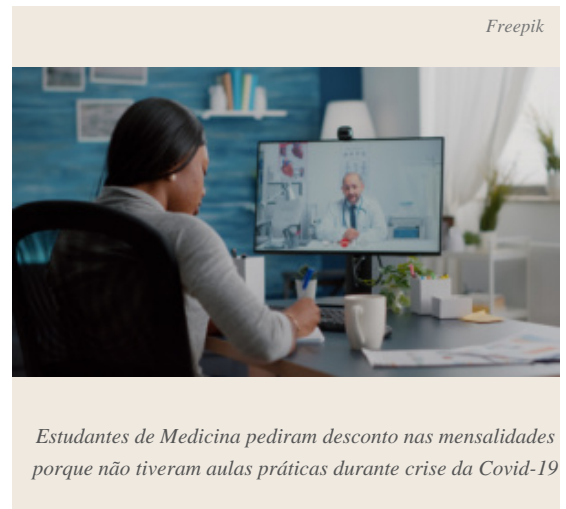 Freepik
Estudantes de Medicina pediram desconto nas mensalidades
porque não tiveram aulas práticas durante crise da Covid-19